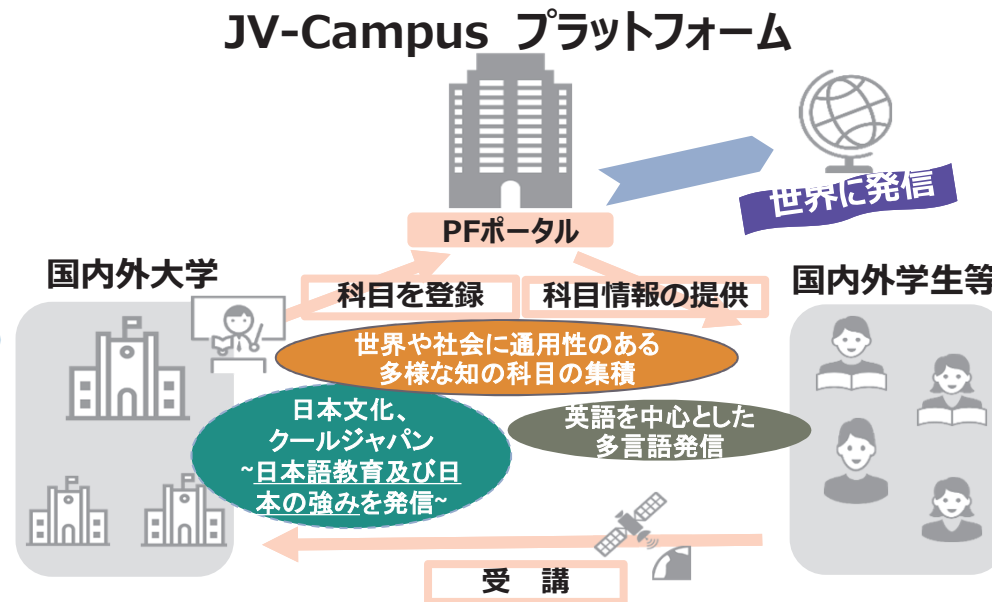 JV-Campus プラットフォーム
世界に発信
PFポータル
国内外大学
科目を登録
科目情報の提供
国内外学生等
世界や社会に通用性のある
多様な知の科目の集積
日本文化、
クールジャパン
~日本語教育及び日
本の強みを発信~
英語を中心とした
多言語発信
受 講